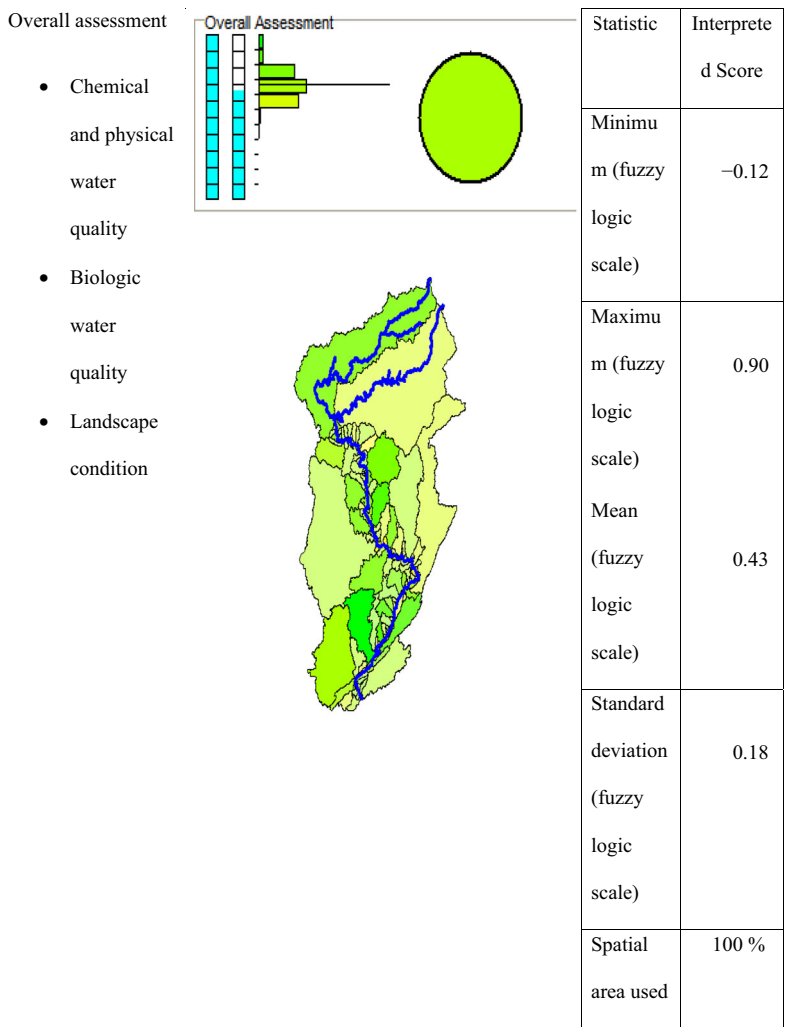 Overall assessment
• Chemical
and physical
water
quality
• Biologic
water
quality
• Landscape
condition
Overall Assessment
Statistic
Interprete
d Score
Minimu
m (fuzzy
logic
scale)
−0.12
Maximu
m (fuzzy
logic
scale)
0.90
Mean
(fuzzy
logic
scale)
0.43
Standard
deviation
(fuzzy
logic
scale)
0.18
Spatial
area used
100 %